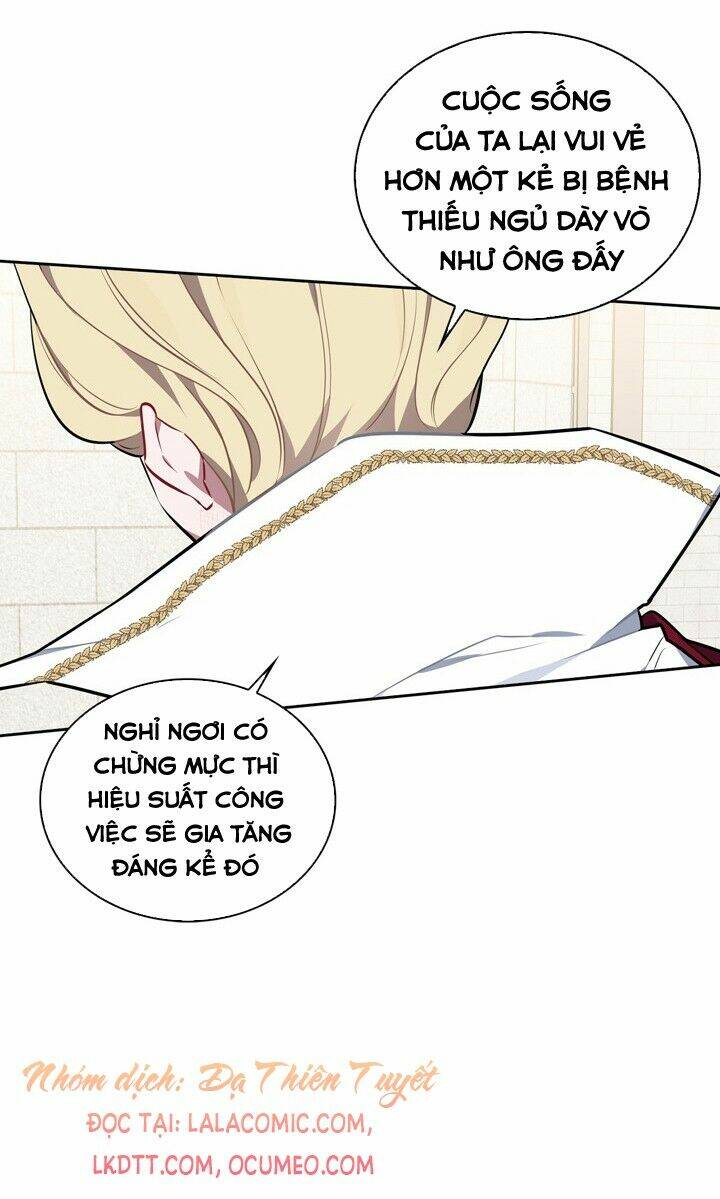 CUỘC SỐNG
CỦA TA LẠI VUI VẺ
HƠN MỘT KẺ BỊ BỆNH
THIẾU NGỦ DÀY VÒ
NHƯ ÔNG ĐẤY
NGHỈ NGƠI CÓ
CHỪNG MỰC THÌ
HIỆU SUẤT CÔNG
VIỆC SẼ GIA TĂNG
ĐÁNG KỂ ĐÓ
Nhóm dịch: Dạ Thiên Tuyết
ĐỌC TẠI: LALACOMIC.COM,
LKDTT.COM, OCUMEO.COM